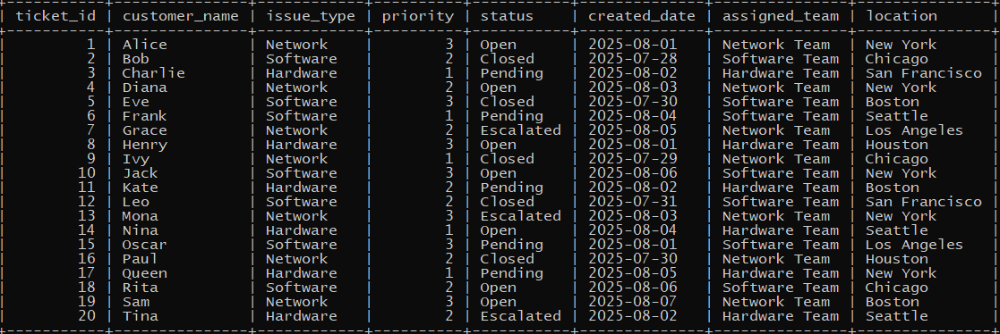 +-----------+---------------+------------+----------+-----------+--------------+---------------+---------------+
| ticket_id | customer_name | issue_type | priority | status    | created_date | assigned_team | location      |
+-----------+---------------+------------+----------+-----------+--------------+---------------+---------------+
|         1 | Alice         | Network    |        3 | Open      | 2025-08-01   | Network Team  | New York      |
|         2 | Bob           | Software   |        2 | Closed    | 2025-07-28   | Software Team | Chicago       |
|         3 | Charlie       | Hardware   |        1 | Pending   | 2025-08-02   | Hardware Team | San Francisco |
|         4 | Diana         | Network    |        2 | Open      | 2025-08-03   | Network Team  | New York      |
|         5 | Eve           | Software   |        3 | Closed    | 2025-07-30   | Software Team | Boston        |
|         6 | Frank         | Software   |        1 | Pending   | 2025-08-04   | Software Team | Seattle       |
|         7 | Grace         | Network    |        2 | Escalated | 2025-08-05   | Network Team  | Los Angeles   |
|         8 | Henry         | Hardware   |        3 | Open      | 2025-08-01   | Hardware Team | Houston       |
|         9 | Ivy           | Network    |        1 | Closed    | 2025-07-29   | Network Team  | Chicago       |
|        10 | Jack          | Software   |        3 | Open      | 2025-08-06   | Software Team | New York      |
|        11 | Kate          | Hardware   |        2 | Pending   | 2025-08-02   | Hardware Team | Boston        |
|        12 | Leo           | Software   |        2 | Closed    | 2025-07-31   | Software Team | San Francisco |
|        13 | Mona          | Network    |        3 | Escalated | 2025-08-03   | Network Team  | New York      |
|        14 | Nina          | Hardware   |        1 | Open      | 2025-08-04   | Hardware Team | Seattle       |
|        15 | Oscar         | Software   |        3 | Pending   | 2025-08-01   | Software Team | Los Angeles   |
|        16 | Paul          | Network    |        2 | Closed    | 2025-07-30   | Network Team  | Houston       |
|        17 | Queen         | Hardware   |        1 | Pending   | 2025-08-05   | Hardware Team | New York      |
|        18 | Rita          | Software   |        2 | Open      | 2025-08-06   | Software Team | Chicago       |
|        19 | Sam           | Network    |        3 | Open      | 2025-08-07   | Network Team  | Boston        |
|        20 | Tina          | Hardware   |        2 | Escalated | 2025-08-02   | Hardware Team | Seattle       |
+-----------+---------------+------------+----------+-----------+--------------+---------------+---------------+